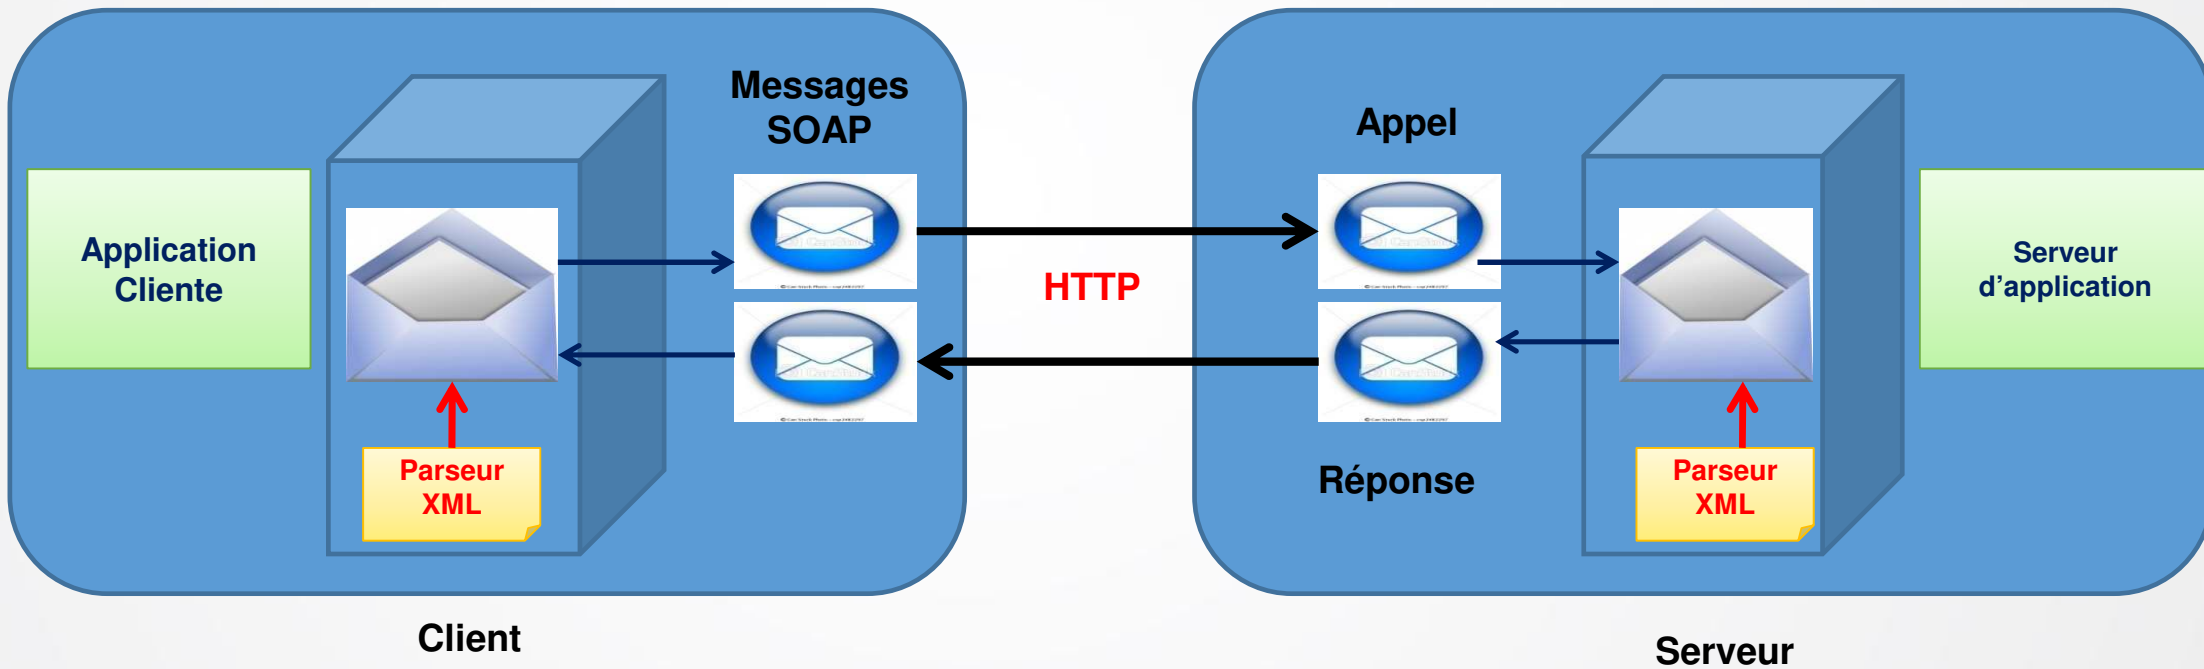 Messages
SOAP
Appel
Application
Cliente
HTTP
Serveur
d’application
Réponse
Parseur
XML
Parseur
XML
Client
Serveur